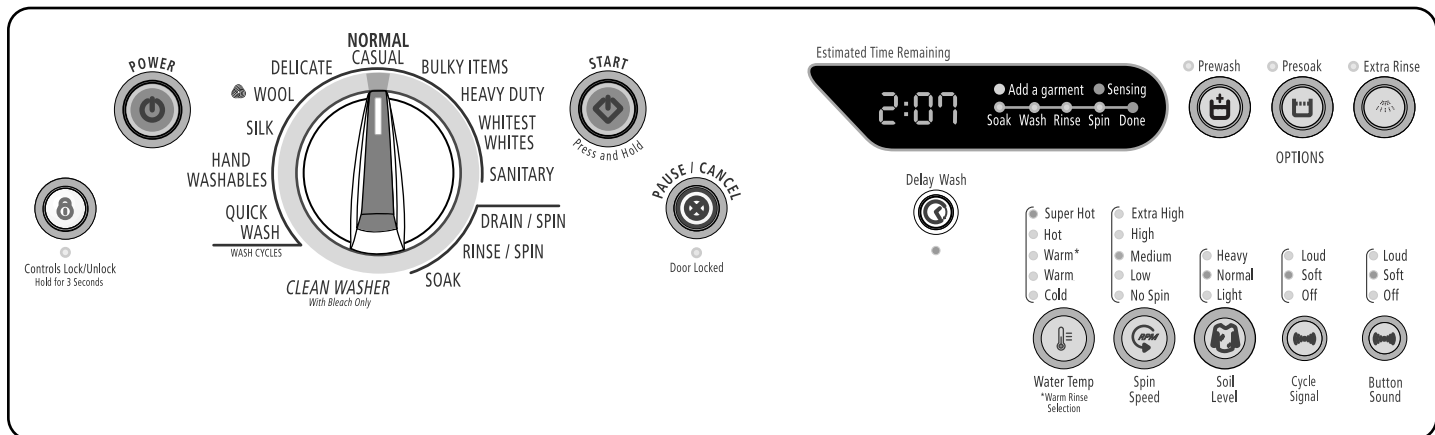 POWER
Controls Lock/Unlock
Hold for 3 Seconds
NORMAL
CASUAL
DELICATE
WOOL
SILK
HAND
WASHABLES
QUICK
WASH
WASH CYCLES
BULKY ITEMS
HEAVY DUTY
WHITEST
WHITES
SANITARY
DRAIN / SPIN
RINSE / SPIN
SOAK
CLEAN WASHER
With Bleach Only
START
Press and Hold
PAUSE / CANCEL
Door Locked
Estimated Time Remaining
2:07
Add a garment Sensing
Soak Wash Rinse Spin Done
Delay Wash
Prewash
Presoak
Extra Rinse
OPTIONS
Super Hot
Hot
Warm*
Warm
Cold
Water Temp
*Warm Rinse
Selection
Extra High
High
Medium
Low
No Spin
RPM
Spin
Speed
Heavy
Normal
Light
Soil
Level
Loud
Soft
Off
Cycle
Signal
Loud
Soft
Off
Button
Sound